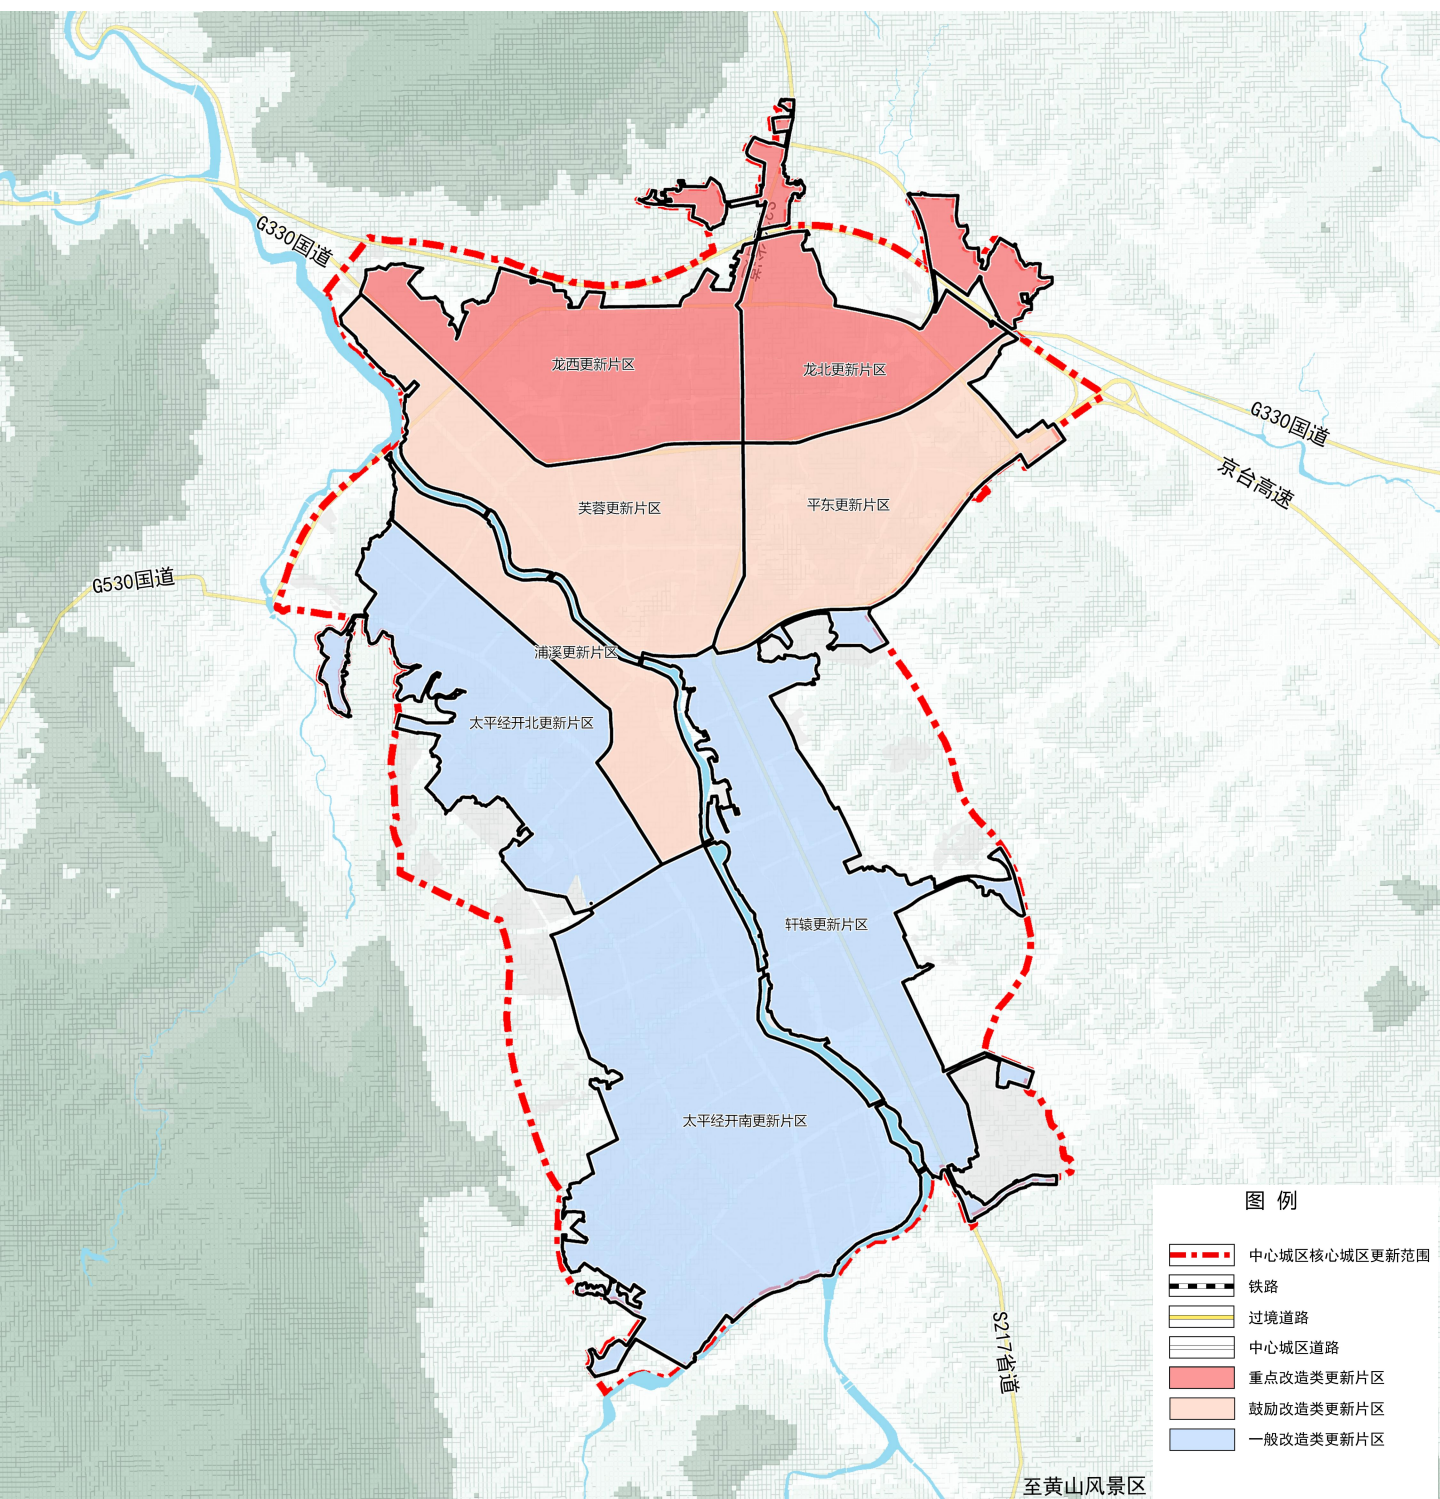 G330国道
龙西更新片区
龙北更新片区
G330国道
京台高速
芙蓉更新片区
平东更新片区
G530国道
浦溪更新片区
太平经开北更新片区
轩辕更新片区
太平经开南更新片区
S217省道
至黄山风景区
图 例
中心城区核心城区更新范围
铁路
过境道路
中心城区道路
重点改造类更新片区
鼓励改造类更新片区
一般改造类更新片区